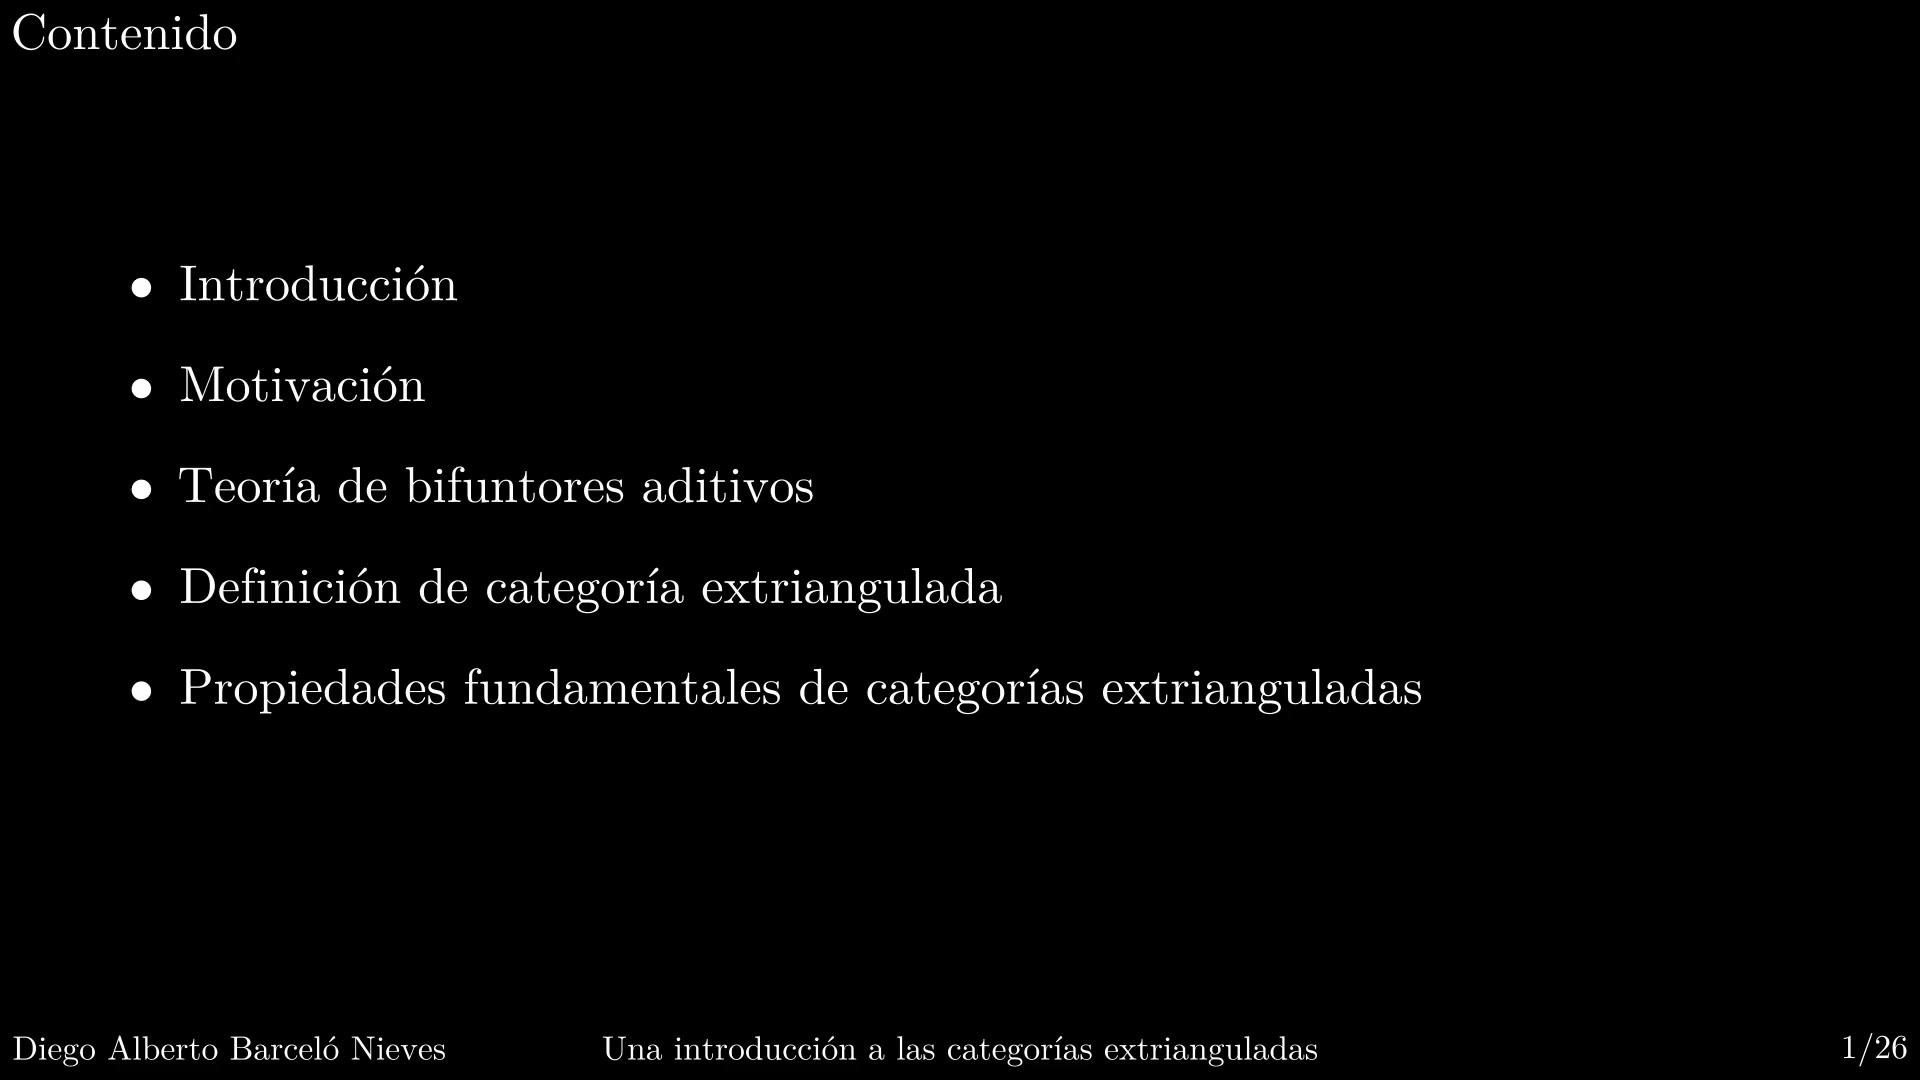 Contenido
• Introducción
• Motivación
• Teoría de bifuntores aditivos
• Definición de categoría extriangulada
• Propiedades fundamentales de categorías extrianguladas
Diego Alberto Barceló Nieves Una introducción a las categorías extrianguladas 1/26